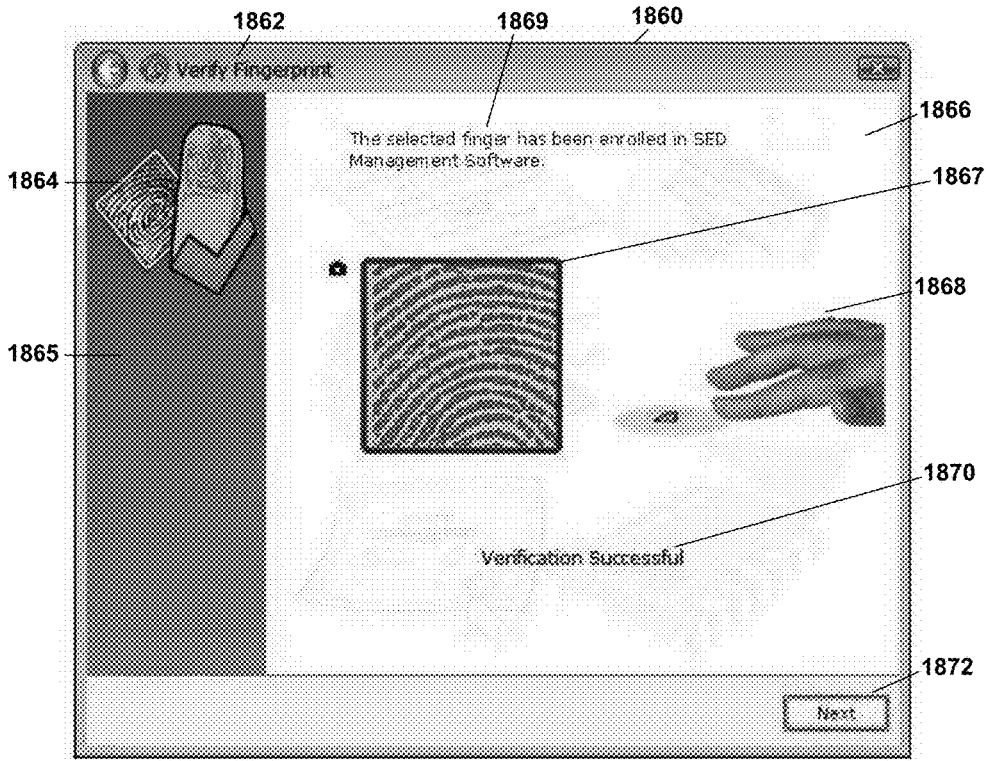 1862
1869
1860
Verify Fingerprint
1866
The selected finger has been enrolled in SED
Management Software.
1864
1867
1868
1865
1870
Verification Successful
1872
Next